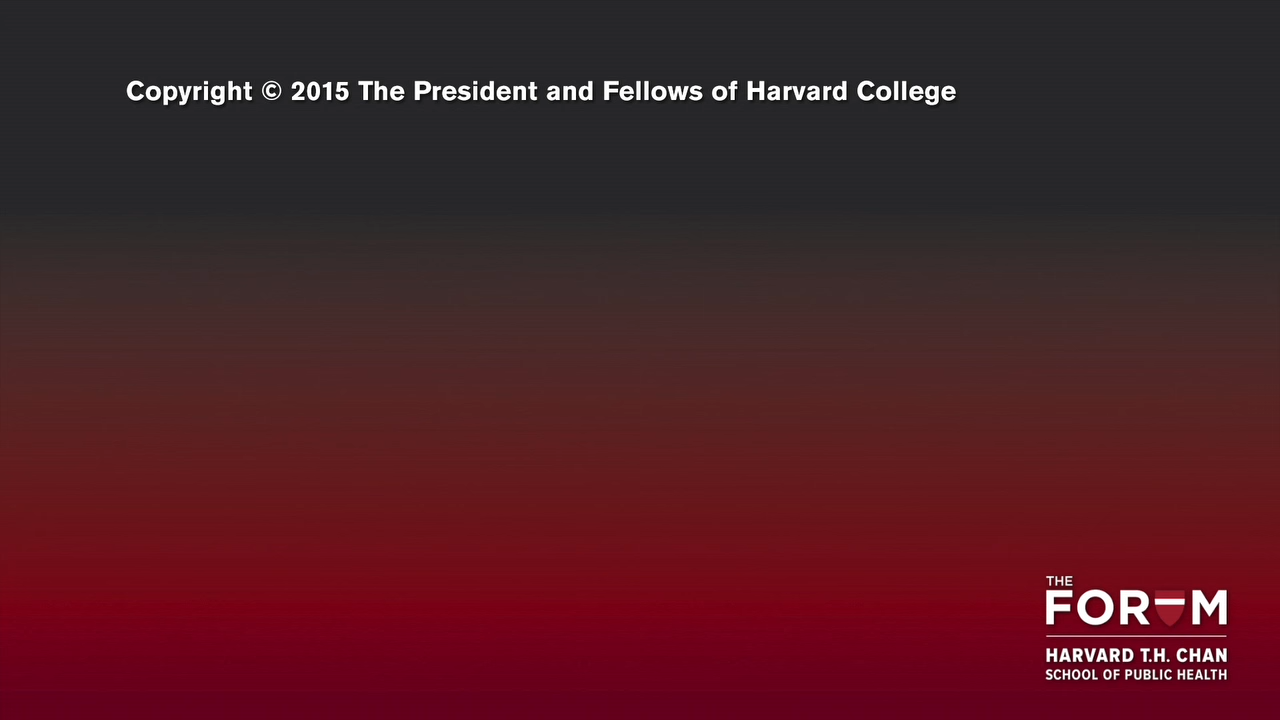 Copyright © 2015 The President and Fellows of Harvard College
THE
FORUM
HARVARD T.H. CHAN
SCHOOL OF PUBLIC HEALTH